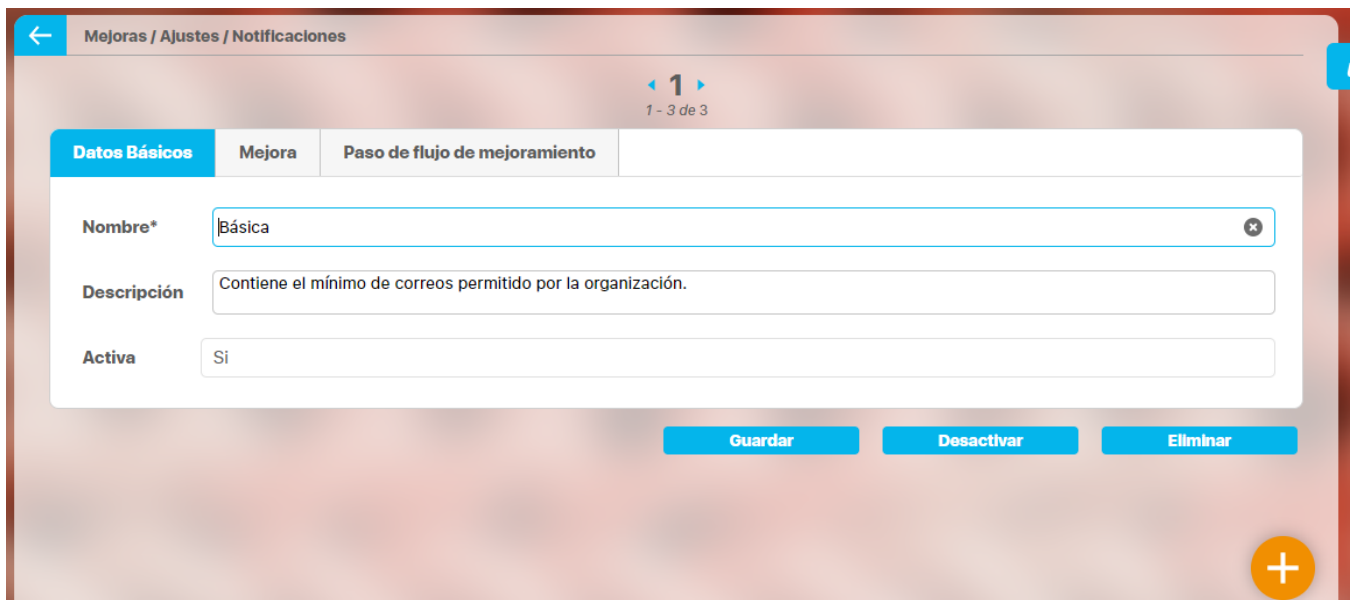 Mejoras / Ajustes / Notificaciones
1
1 - 3 de 3
Datos Básicos Mejora Paso de flujo de mejoramiento
Nombre* Básica
Descripción Contiene el mínimo de correos permitido por la organización.
Activa Si
Guardar Desactivar Eliminar